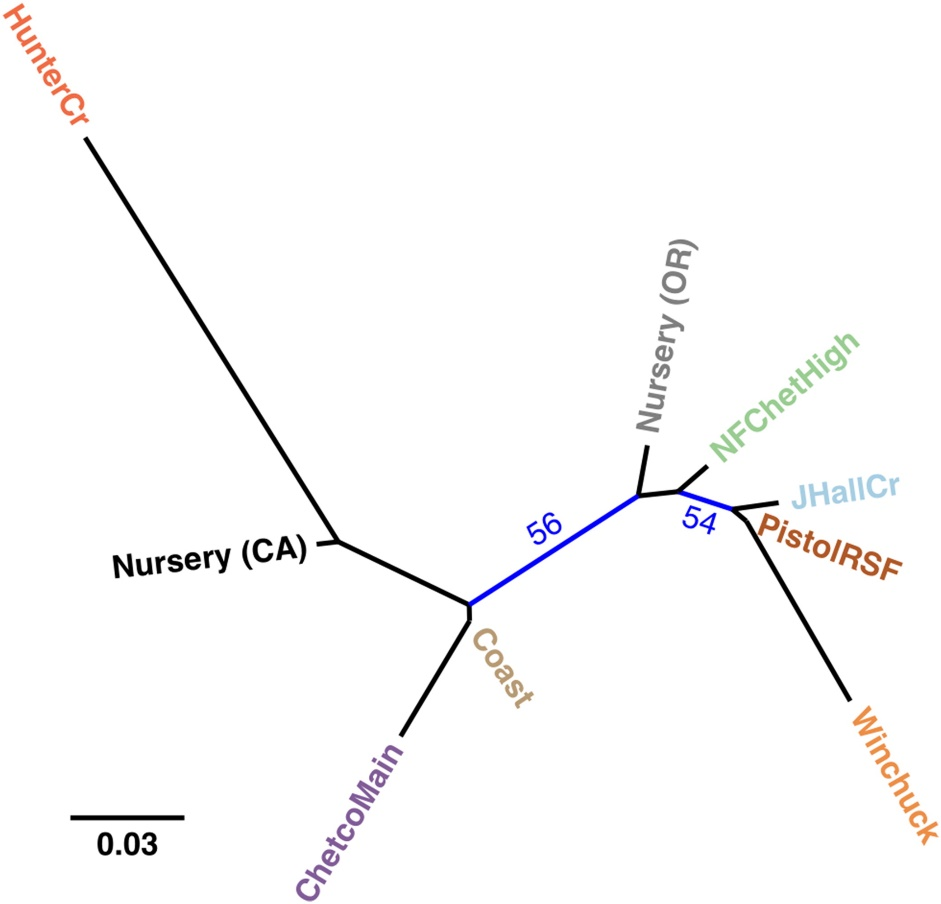 HunterCr
Nursery (OR)
NFChetHigh
JHallCr
56
54
PistolRSF
Nursery (CA)
Coast
Winchuck
ChetcoMain
0.03